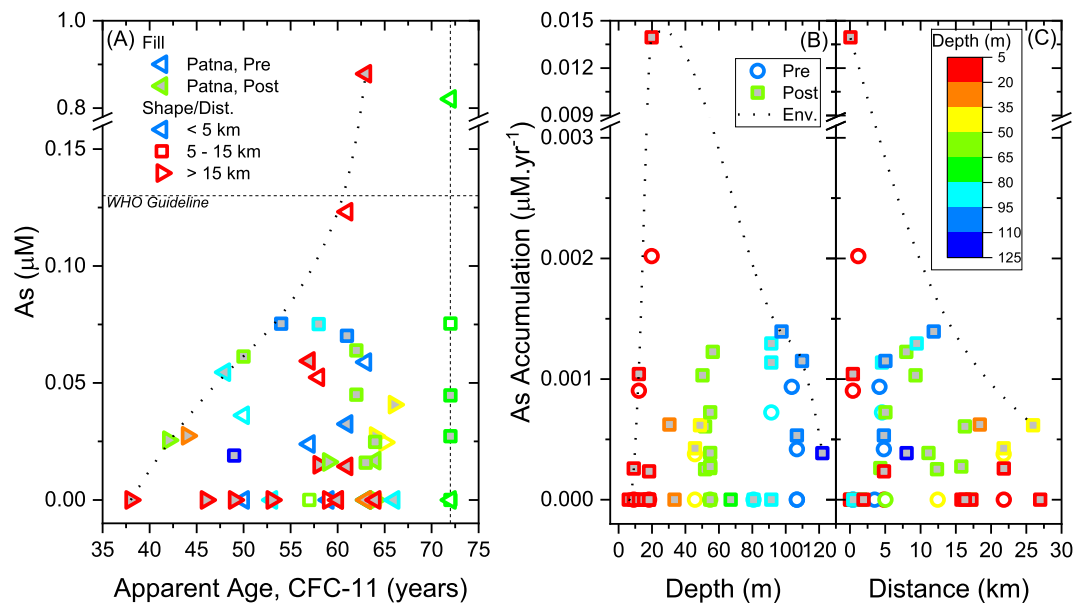 (A)
Fill
Patna, Pre
Patna, Post
Shape/Dist.
< 5 km
5 - 15 km
> 15 km
WHO Guideline
1.0
0.8
0.15
0.10
0.05
0.00
As (μM)
35 40 45 50 55 60 65 70 75
Apparent Age, CFC-11 (years)
(B)
Pre
Post
Env.
0.015
0.013
0.011
0.009
0.003
0.002
0.001
0.000
As Accumulation (μM.yr⁻¹)
0 20 40 60 80 100 120
Depth (m)
(C)
Depth (m)
5
20
35
50
65
80
95
110
125
0 5 10 15 20 25 30
Distance (km)